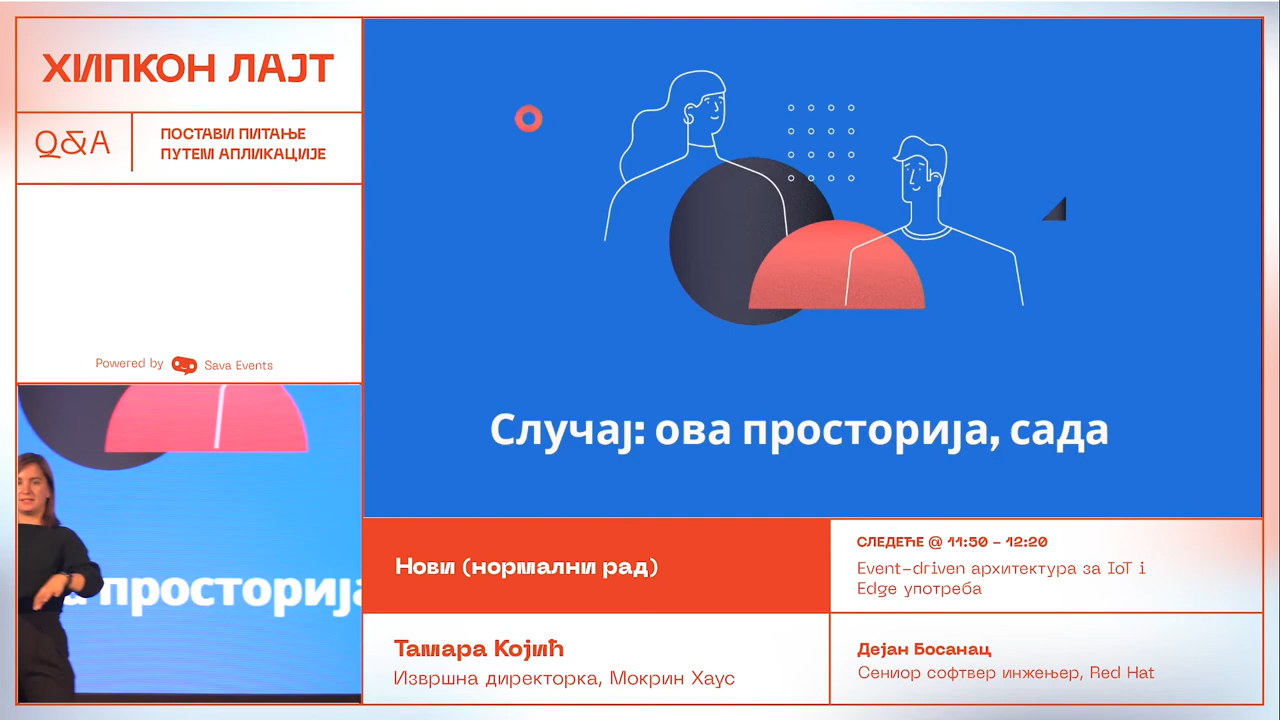 ХИПКОН ЛАЈТ
Q&A
ПОСТАВИ ПИТАЊЕ
ПУТЕМ АПЛИКАЦИЈЕ
Powered by Sava Events
Случај: ова просторија, сада
просторија
Нови (нормални рад)
Тамара Којић
Извршна директорка, Мокрин Хаус
СЛЕДЕЋЕ @ 11:50 - 12:20
Event-driven архитектура за IoT i
Edge употреба
Дејан Босанац
Сениор софтвер инжењер, Red Hat